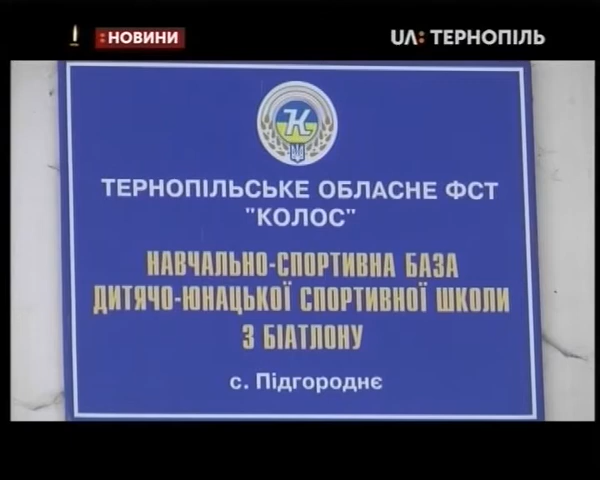 :НОВИНИ
UA: ТЕРНОПІЛЬ
К
ТЕРНОПІЛЬСЬКЕ ОБЛАСНЕ ФСТ
"КОЛОС"
НАВЧАЛЬНО-СПОРТИВНА БАЗА
ДИТЯЧО-ЮНАЦЬКОЇ СПОРТИВНОЇ ШКОЛИ
З БІАТЛОНУ
с. Підгороднє